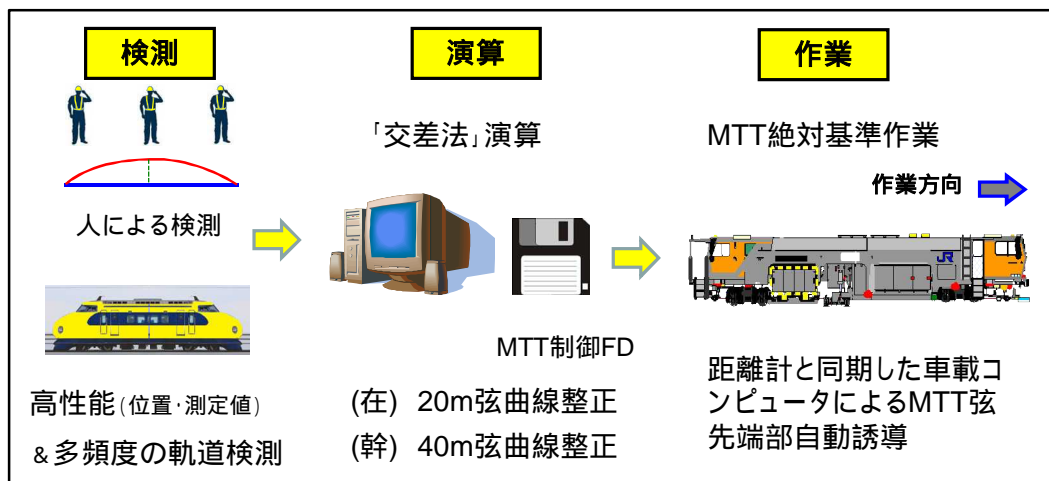 検測
人による検測
高性能(位置・測定値)
&多頻度の軌道検測
演算
「交差法」演算
MTT制御FD
(在) 20m弦曲線整正
(幹) 40m弦曲線整正
作業
MTT絶対基準作業
作業方向
JR
距離計と同期した車載コ
ンピュータによるMTT弦
先端部自動誘導